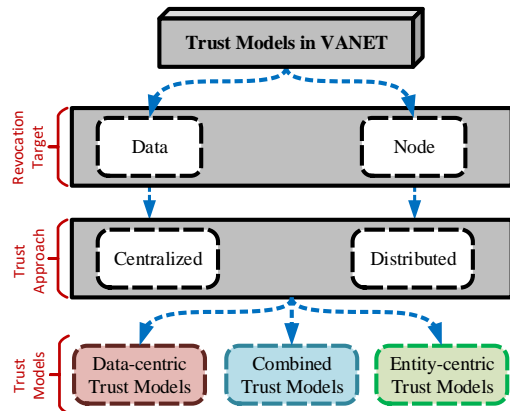 Trust Models in VANET
Revocation
Target
Data
Node
Trust
Approach
Centralized
Distributed
Trust
Models
Data-centric
Trust Models
Combined
Trust Models
Entity-centric
Trust Models